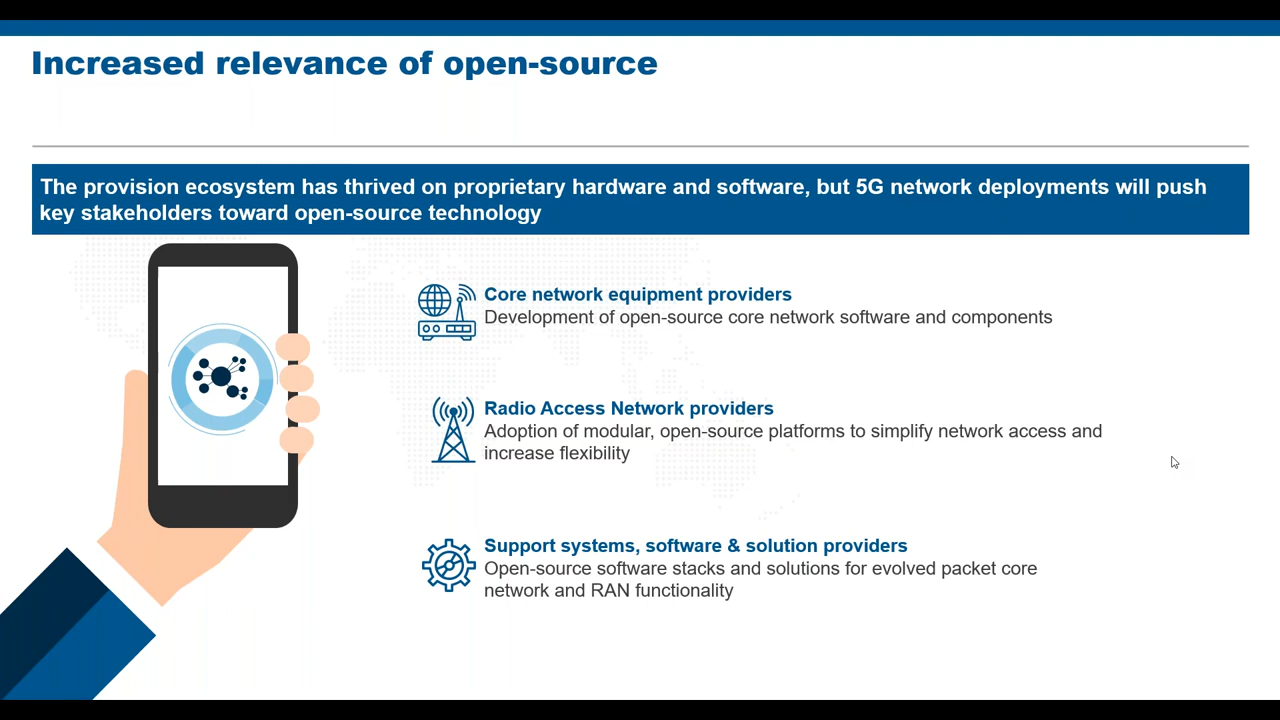 Increased relevance of open-source
The provision ecosystem has thrived on proprietary hardware and software, but 5G network deployments will push
key stakeholders toward open-source technology
Core network equipment providers
Development of open-source core network software and components
Radio Access Network providers
Adoption of modular, open-source platforms to simplify network access and
increase flexibility
Support systems, software & solution providers
Open-source software stacks and solutions for evolved packet core
network and RAN functionality